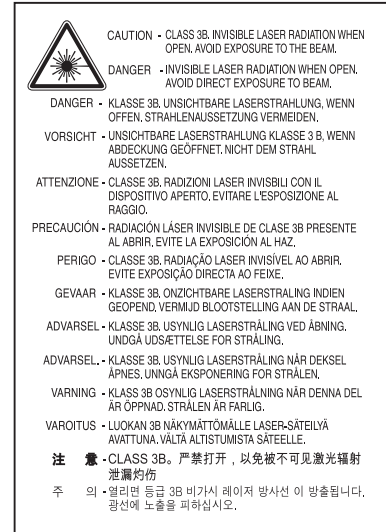 CAUTION - CLASS 3B. INVISIBLE LASER RADIATION WHEN
OPEN. AVOID EXPOSURE TO THE BEAM.
DANGER - INVISIBLE LASER RADIATION WHEN OPEN.
AVOID DIRECT EXPOSURE TO BEAM.
DANGER - KLASSE 3B. UNSICHTBARE LASERSTRAHLUNG, WENN
OFFEN. STRAHLENAUSSETZUNG VERMEIDEN.
VORSICHT - UNSICHTBARE LASERSTRAHLUNG KLASSE 3 B, WENN
ABDECKUNG GEÖFFNET. NICHT DEM STRAHL
AUSSETZEN.
ATTENZIONE - CLASSE 3B. RADIZIONI LASER INVISBILI CON IL
DISPOSITIVO APERTO. EVITARE L'ESPOSIZIONE AL
RAGGIO.
PRECAUCIÓN - RADIACIÓN LÁSER INVISIBLE DE CLASE 3B PRESENTE
AL ABRIR. EVITE LA EXPOSICIÓN AL HAZ.
PERIGO - CLASSE 3B. RADIAÇÃO LASER INVISÍVEL AO ABRIR.
EVITE EXPOSIÇÃO DIRECTA AO FEIXE.
GEVAAR - KLASSE 3B. ONZICHTBARE LASERSTRALING INDIEN
GEOPEND. VERMIJD BLOOTSTELLING AAN DE STRAAL.
ADVARSEL - KLASSE 3B. USYNLIG LASERSTRÅLING VED ÅBNING.
UNDGÅ UDSÆTTELSE FOR STRÅLING.
ADVARSEL. - KLASSE 3B. USYNLIG LASERSTRÅLING NÅR DEKSEL
ÅPNES. UNNGÅ EKSPONERING FOR STRÅLEN.
VARNING - KLASS 3B OSYNLIG LASERSTRÅLNING NÄR DENNA DEL
ÄR ÖPPNAD. STRÅLEN ÄR FARLIG.
VAROITUS - LUOKAN 3B NÄKYMÄTTÖMÄLLE LASER-SÄTEILYÄ
AVATTUNA. VÄLTÄ ALTISTUMISTA SÄTEELLE.
注 意 - CLASS 3B。严禁打开，以免被不可见激光辐射
泄漏灼伤
주 의 - 열리면 등급 3B 비가시 레이저 방사선 이 방출됩니다.
광선에 노출을 피하십시오.